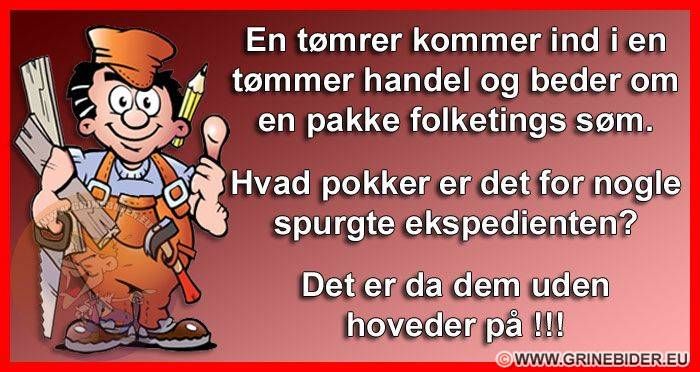 En tømrer kommer ind i en
tømmer handel og beder om
en pakke folketings søm.
Hvad pokker er det for nogle
spurgte ekspedienten?
Det er da dem uden
hoveder på !!!
© WWW.GRINEBIDER.EU